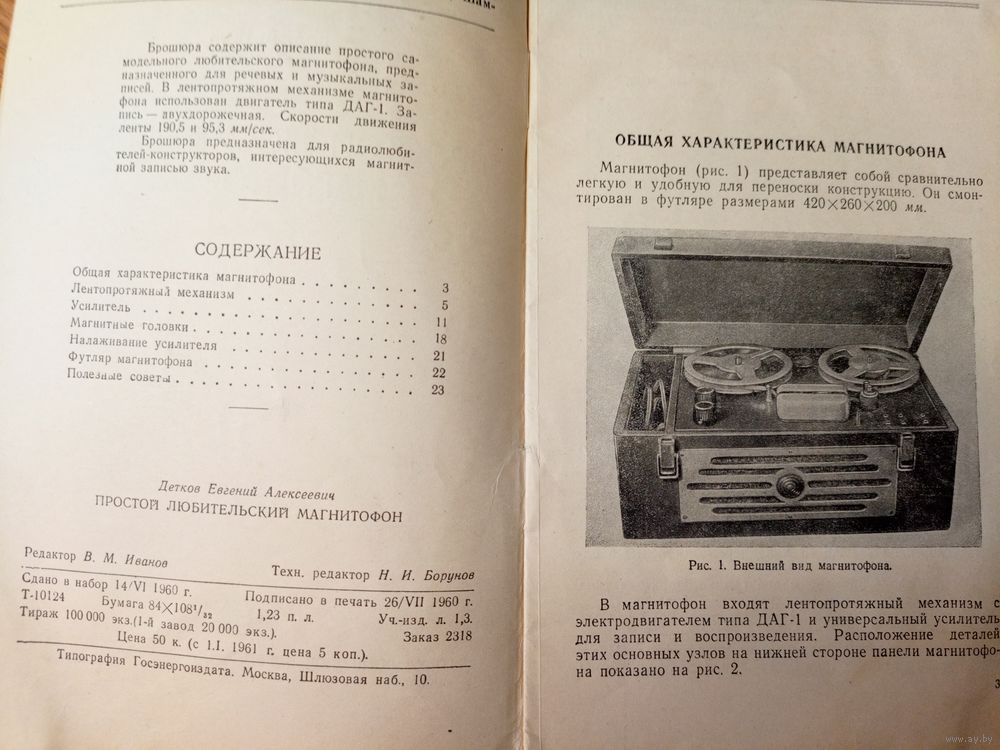 Брошюра содержит описание простого са-
модельного любительского магнитофона, пред-
назначенного для речевых и музыкальных за-
писей. В лентопротяжном механизме магнито-
фона использован двигатель типа ДАГ-1. За-
пись — двухдорожечная. Скорости движения
ленты 190,5 и 95,3 мм/сек.
Брошюра предназначена для радиолюби-
телей-конструкторов, интересующихся магнит-
ной записью звука.
СОДЕРЖАНИЕ
Общая характеристика магнитофона . . . . . . . . 3
Лентопротяжный механизм . . . . . . . . . . . 5
Усилитель . . . . . . . . . . . . . . . . . 11
Магнитные головки . . . . . . . . . . . . . . 18
Налаживание усилителя . . . . . . . . . . . . 21
Футляр магнитофона . . . . . . . . . . . . . 22
Полезные советы . . . . . . . . . . . . . . . 23
Детков Евгений Алексеевич
ПРОСТОЙ ЛЮБИТЕЛЬСКИЙ МАГНИТОФОН
Редактор В. М. Иванов Техн. редактор Н. И. Борунов
Сдано в набор 14/VI 1960 г. Подписано в печать 26/VII 1960 г.
Т-10124 Бумага 84×108¹/₃₂ 1,23 п. л. Уч.-изд. л. 1,3.
Тираж 100 000 экз.(I-й завод 20 000 экз.). Заказ 2318
Цена 50 к. (с 1.I. 1961 г. цена 5 коп.).
Типография Госэнергоиздата. Москва, Шлюзовая наб., 10.
ОБЩАЯ ХАРАКТЕРИСТИКА МАГНИТОФОНА
Магнитофон (рис. 1) представляет собой сравнительно
легкую и удобную для переноски конструкцию. Он смон-
тирован в футляре размерами 420×260×200 мм.
Рис. 1. Внешний вид магнитофона.
В магнитофон входят лентопротяжный механизм с
электродвигателем типа ДАГ-1 и универсальный усилитель
для записи и воспроизведения. Расположение деталей
этих основных узлов на нижней стороне панели магнитофо-
на показано на рис. 2.
3
www.ay.by